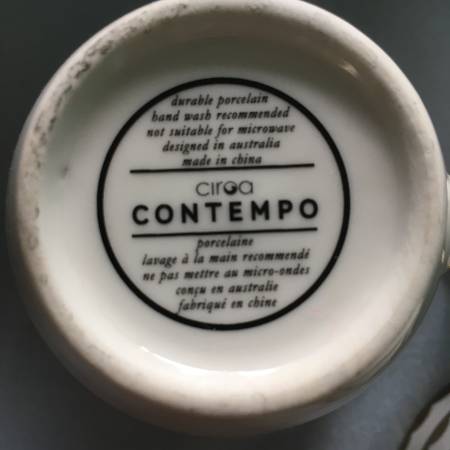 durable porcelain
hand wash recommended
not suitable for microwave
designed in australia
made in china
ciroa
CONTEMPO
porcelaine
lavage à la main recommendé
ne pas mettre au micro-ondes
conçu en australie
fabriqué en chine